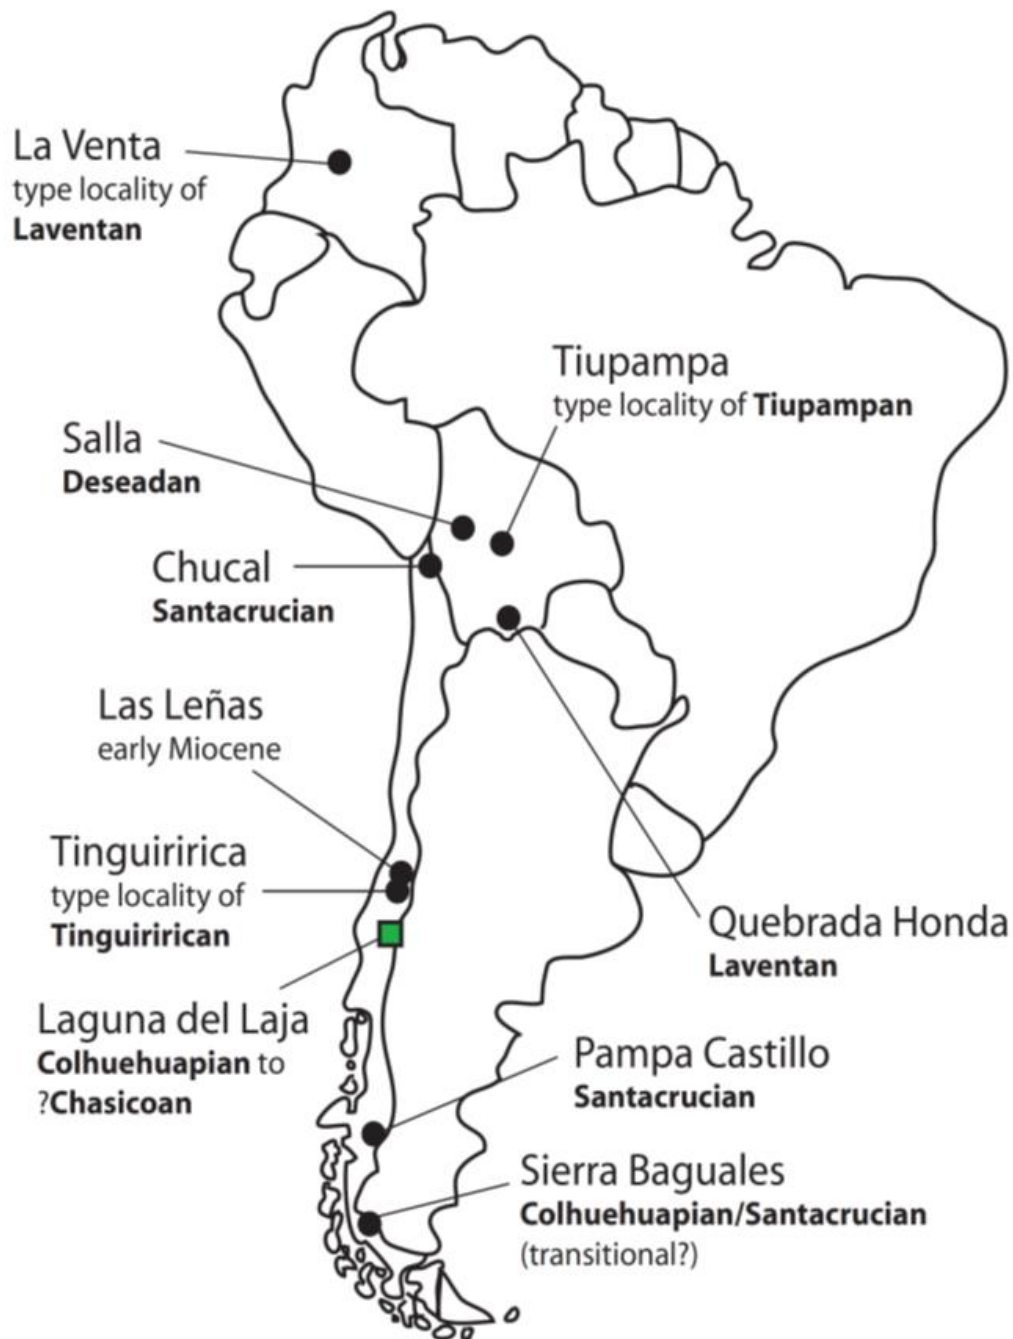 La Venta
type locality of
Laventan
Tiupampa
type locality of Tiupampan
Salla
Deseadan
Chucal
Santacrucian
Las Leñas
early Miocene
Tinguiririca
type locality of
Tinguirirican
Quebrada Honda
Laventan
Laguna del Laja
Colhuehuapian to
?Chasicoan
Pampa Castillo
Santacrucian
Sierra Baguales
Colhuehuapian/Santacrucian
(transitional?)